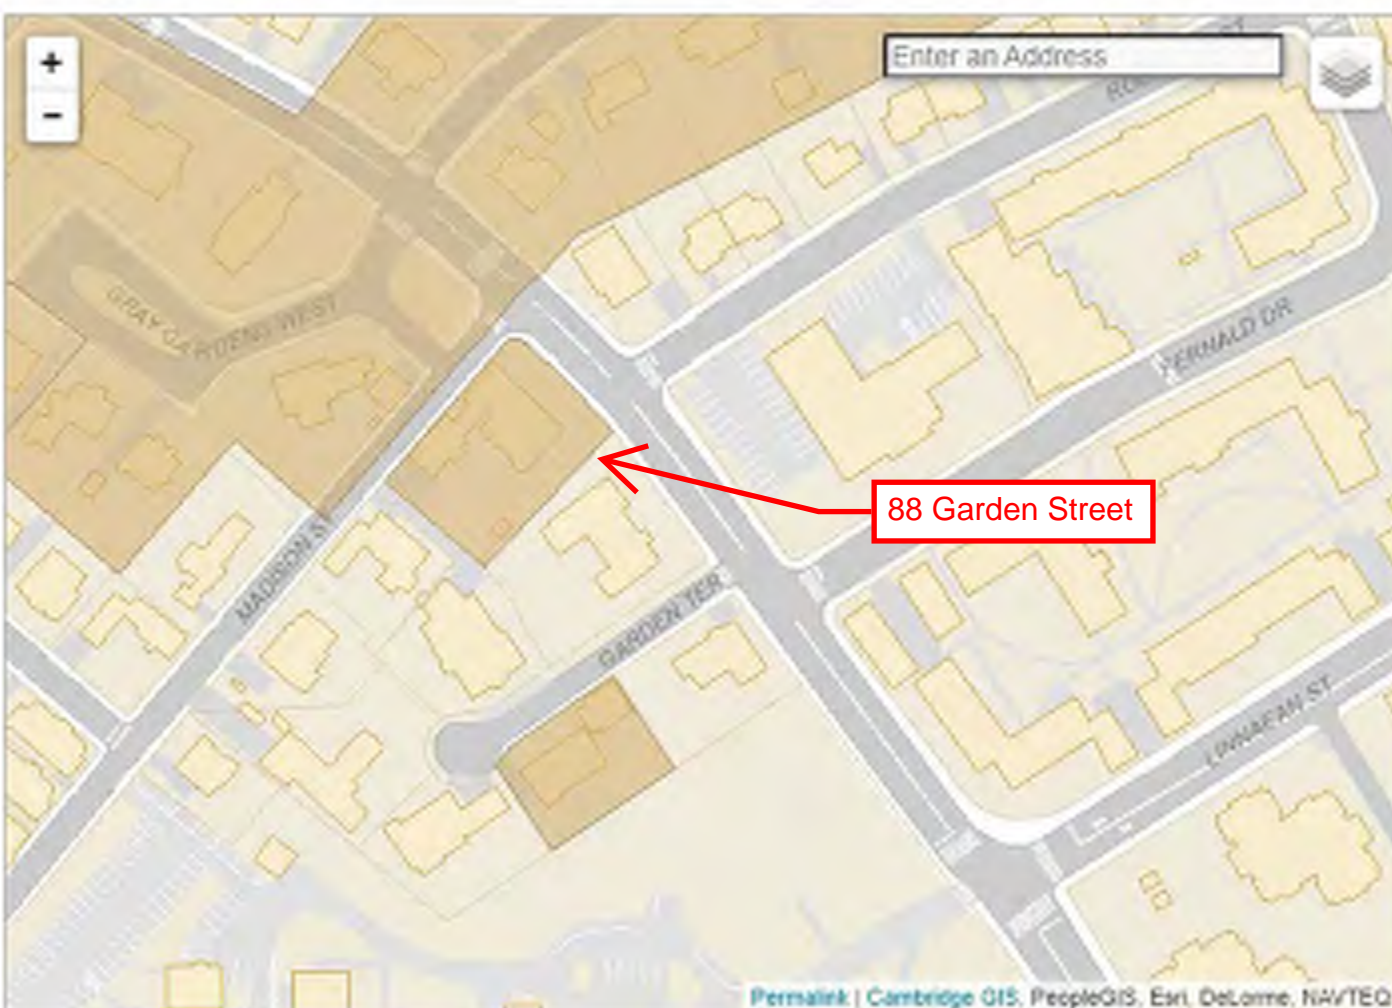 +
Enter an Address
-
GRAY GARDENS WEST
FERNALD DR
88 Garden Street
MADISON ST
GARDEN TER
LINNAEAN ST
Permalink | Cambridge GIS, PeopleGIS, Esri, DeLorme, NAVTEQ